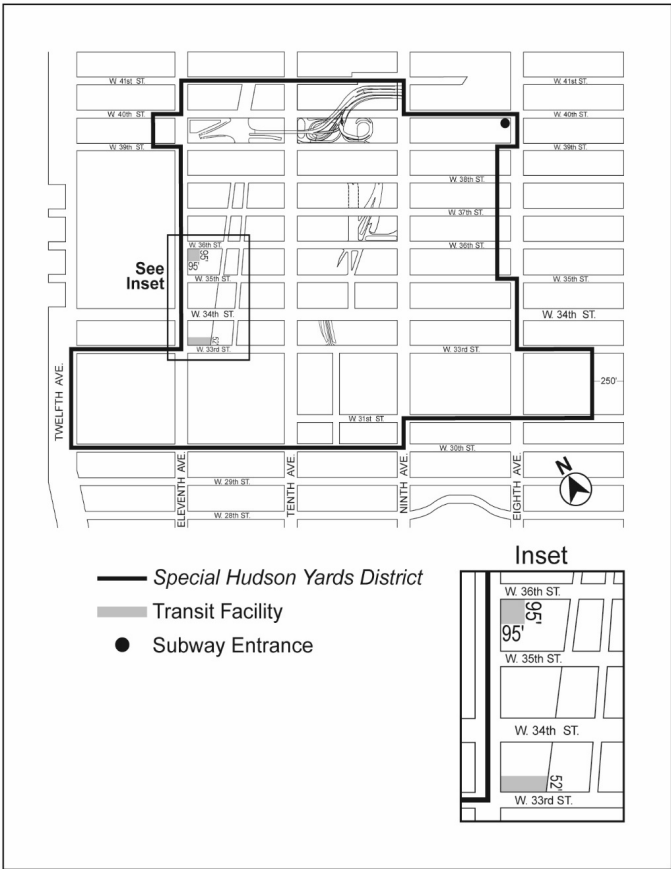 W. 41st ST.
W. 41st ST.
W. 40th ST.
W. 40th ST.
W. 39th ST.
W. 39th ST.
W. 38th ST.
W. 37th ST.
W. 36th ST.
W. 36th ST.
95'
95'
See
Inset
W. 35th ST.
W. 35th ST.
W. 34th ST.
W. 34th ST.
52'
W. 33rd ST.
W. 33rd ST.
250'
TWELFTH AVE.
W. 31st ST.
W. 30th ST.
ELEVENTH AVE.
TENTH AVE.
NINTH AVE.
EIGHTH AVE.
N
W. 29th ST.
W. 28th ST.
Special Hudson Yards District
Transit Facility
Subway Entrance
Inset
W. 36th ST.
95'
95'
W. 35th ST.
W. 34th ST.
52'
W. 33rd ST.